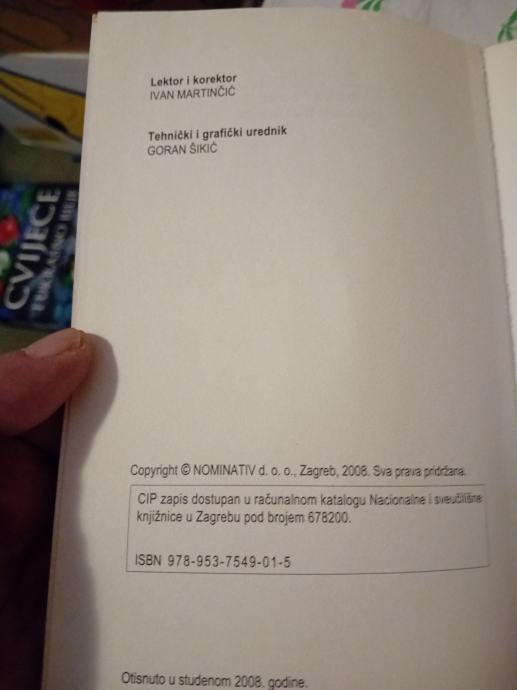 Lektor i korektor
IVAN MARTINČIĆ
Tehnički i grafički urednik
GORAN ŠIKIĆ
CVIJEĆE
Copyright © NOMINATIV d. o. o., Zagreb, 2008. Sva prava pridržana.
CIP zapis dostupan u računalnom katalogu Nacionalne i sveučilišne
knjižnice u Zagrebu pod brojem 678200.
ISBN 978-953-7549-01-5
Otisnuto u studenom 2008. godine.